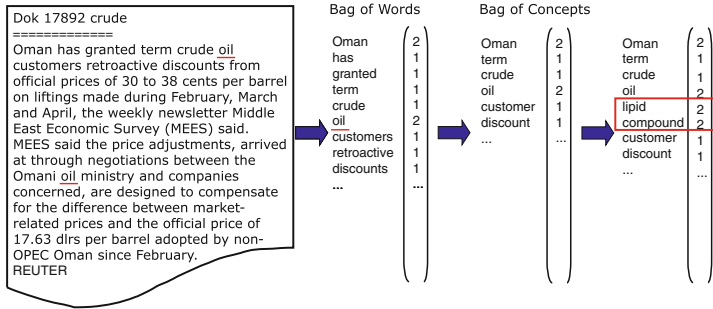 Dok 17892 crude
=============
Oman has granted term crude oil
customers retroactive discounts from
official prices of 30 to 38 cents per barrel
on liftings made during February, March
and April, the weekly newsletter Middle
East Economic Survey (MEES) said.
MEES said the price adjustments, arrived
at through negotiations between the
Omani oil ministry and companies
concerned, are designed to compensate
for the difference between market-
related prices and the official price of
17.63 dlrs per barrel adopted by non-
OPEC Oman since February.
REUTER
Bag of Words
Oman 2
has 1
granted 1
term 1
crude 1
oil 2
customers 1
retroactive 1
discounts 1
... ...
Bag of Concepts
Oman 2
term 1
crude 1
oil 2
customer 1
discount 1
... ...
Oman 2
term 1
crude 1
oil 2
lipid 2
compound 2
customer 1
discount 1
... ...